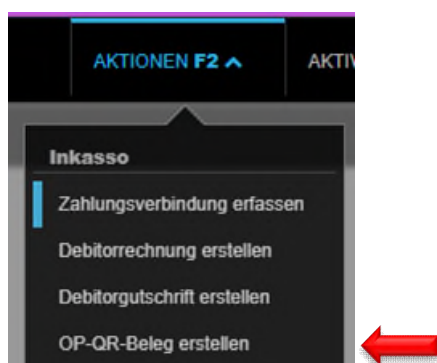 AKTIONEN F2 AKTIV
Inkasso
Zahlungsverbindung erfassen
Debitorrechnung erstellen
Debitorgutschrift erstellen
OP-QR-Beleg erstellen